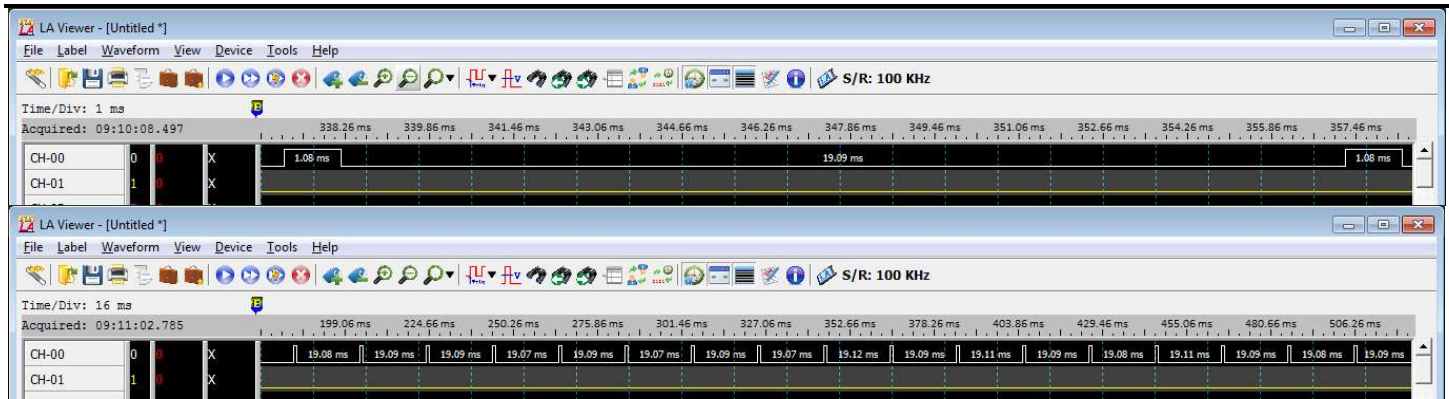 LA Viewer - [Untitled *]
File Label Waveform View Device Tools Help
S/R: 100 KHz
Time/Div: 1 ms
Acquired: 09:10:08.497 338.26 ms 339.86 ms 341.46 ms 343.06 ms 344.66 ms 346.26 ms 347.86 ms 349.46 ms 351.06 ms 352.66 ms 354.26 ms 355.86 ms 357.46 ms
CH-00 0 0 X 1.08 ms 19.09 ms 1.08 ms
CH-01 1 0 X
LA Viewer - [Untitled *]
File Label Waveform View Device Tools Help
S/R: 100 KHz
Time/Div: 16 ms
Acquired: 09:11:02.785 199.06 ms 224.66 ms 250.26 ms 275.86 ms 301.46 ms 327.06 ms 352.66 ms 378.26 ms 403.86 ms 429.46 ms 455.06 ms 480.66 ms 506.26 ms
CH-00 0 0 X 19.08 ms 19.09 ms 19.09 ms 19.07 ms 19.09 ms 19.07 ms 19.09 ms 19.07 ms 19.12 ms 19.09 ms 19.11 ms 19.09 ms 19.08 ms 19.11 ms 19.09 ms 19.08 ms 19.09 ms
CH-01 1 0 X